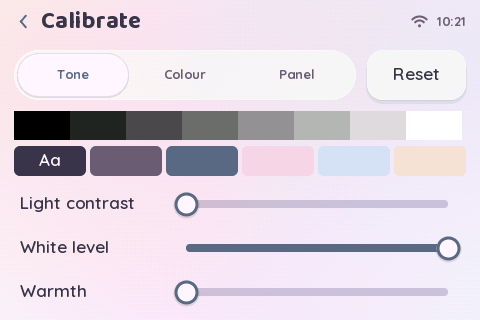 Calibrate
10:21
Tone Colour Panel Reset
Aa
Light contrast
White level
Warmth